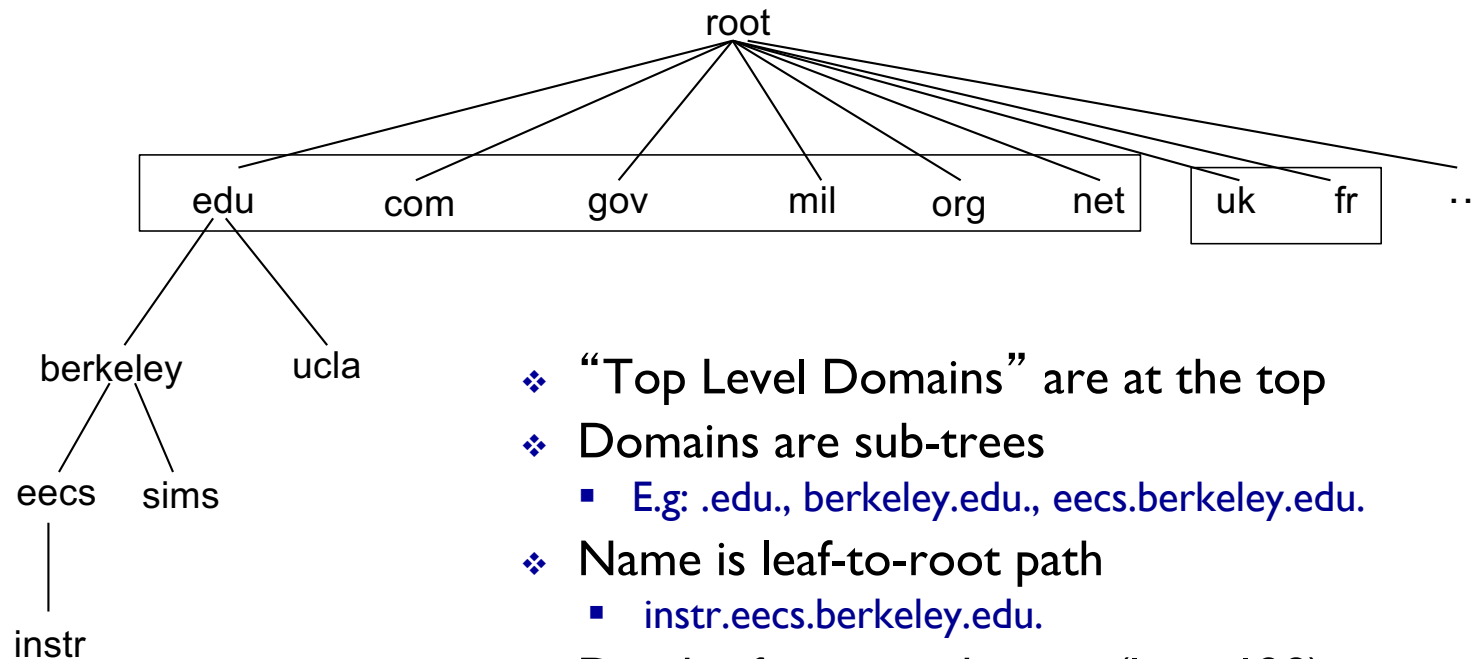 root
edu com gov mil org net uk fr ..
berkeley ucla
“Top Level Domains” are at the top
Domains are sub-trees
E.g: .edu., berkeley.edu., eecs.berkeley.edu.
eecs sims
Name is leaf-to-root path
instr.eecs.berkeley.edu.
instr